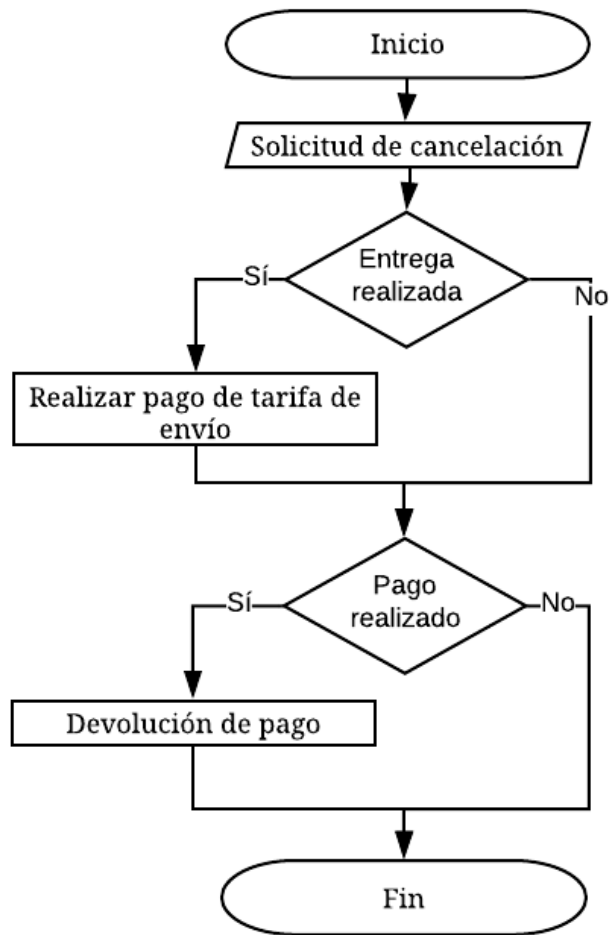 Inicio
Solicitud de cancelación
Entrega
realizada
Sí
No
Realizar pago de tarifa de
envío
Pago
realizado
Sí
No
Devolución de pago
Fin